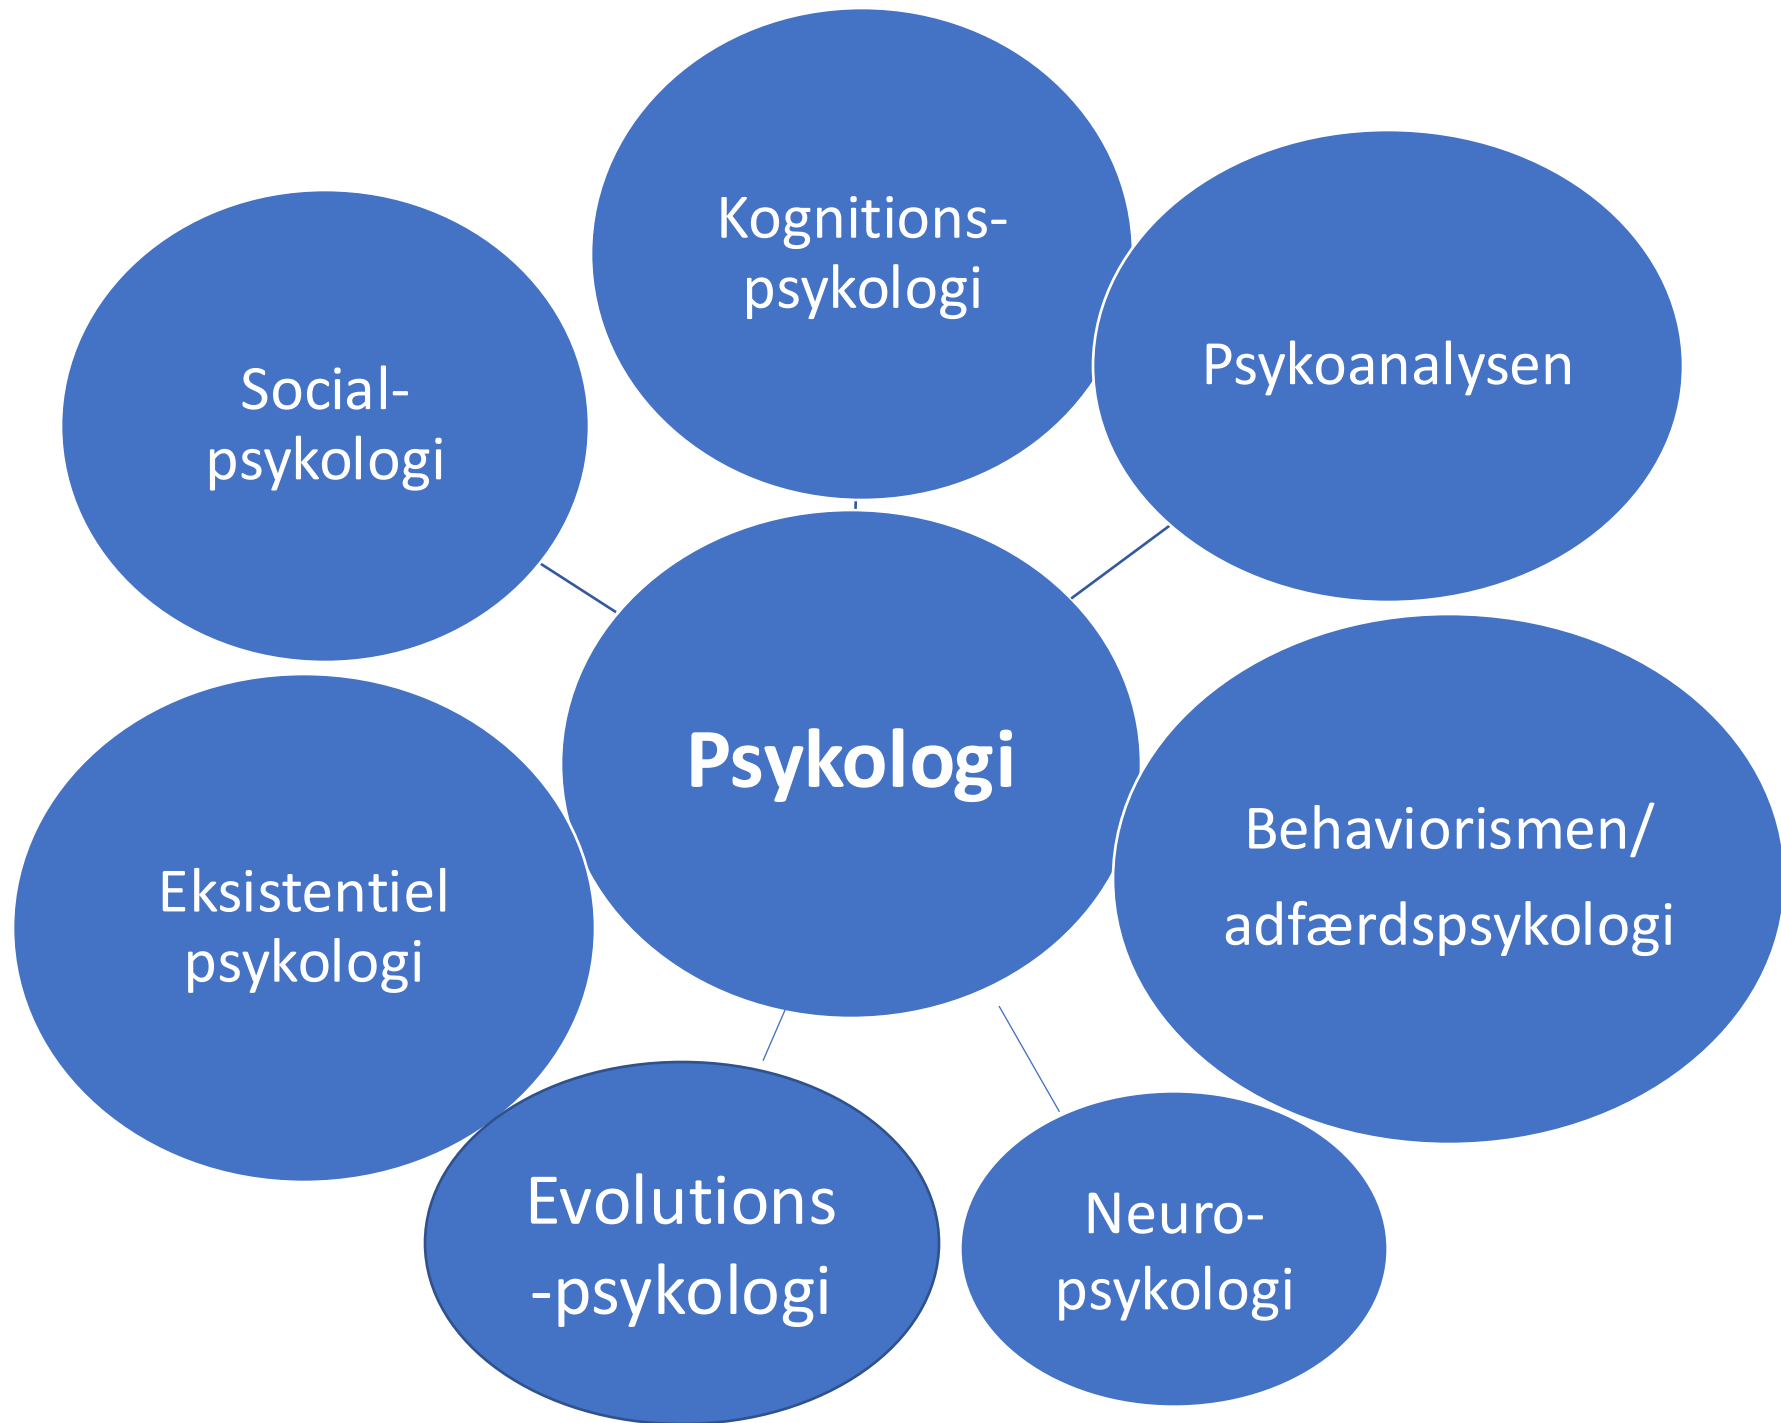 Kognitions-
psykologi
Psykoanalysen
Social-
psykologi
Psykologi
Behaviorismen/
adfærdspsykologi
Eksistentiel
psykologi
Evolutions
-psykologi
Neuro-
psykologi